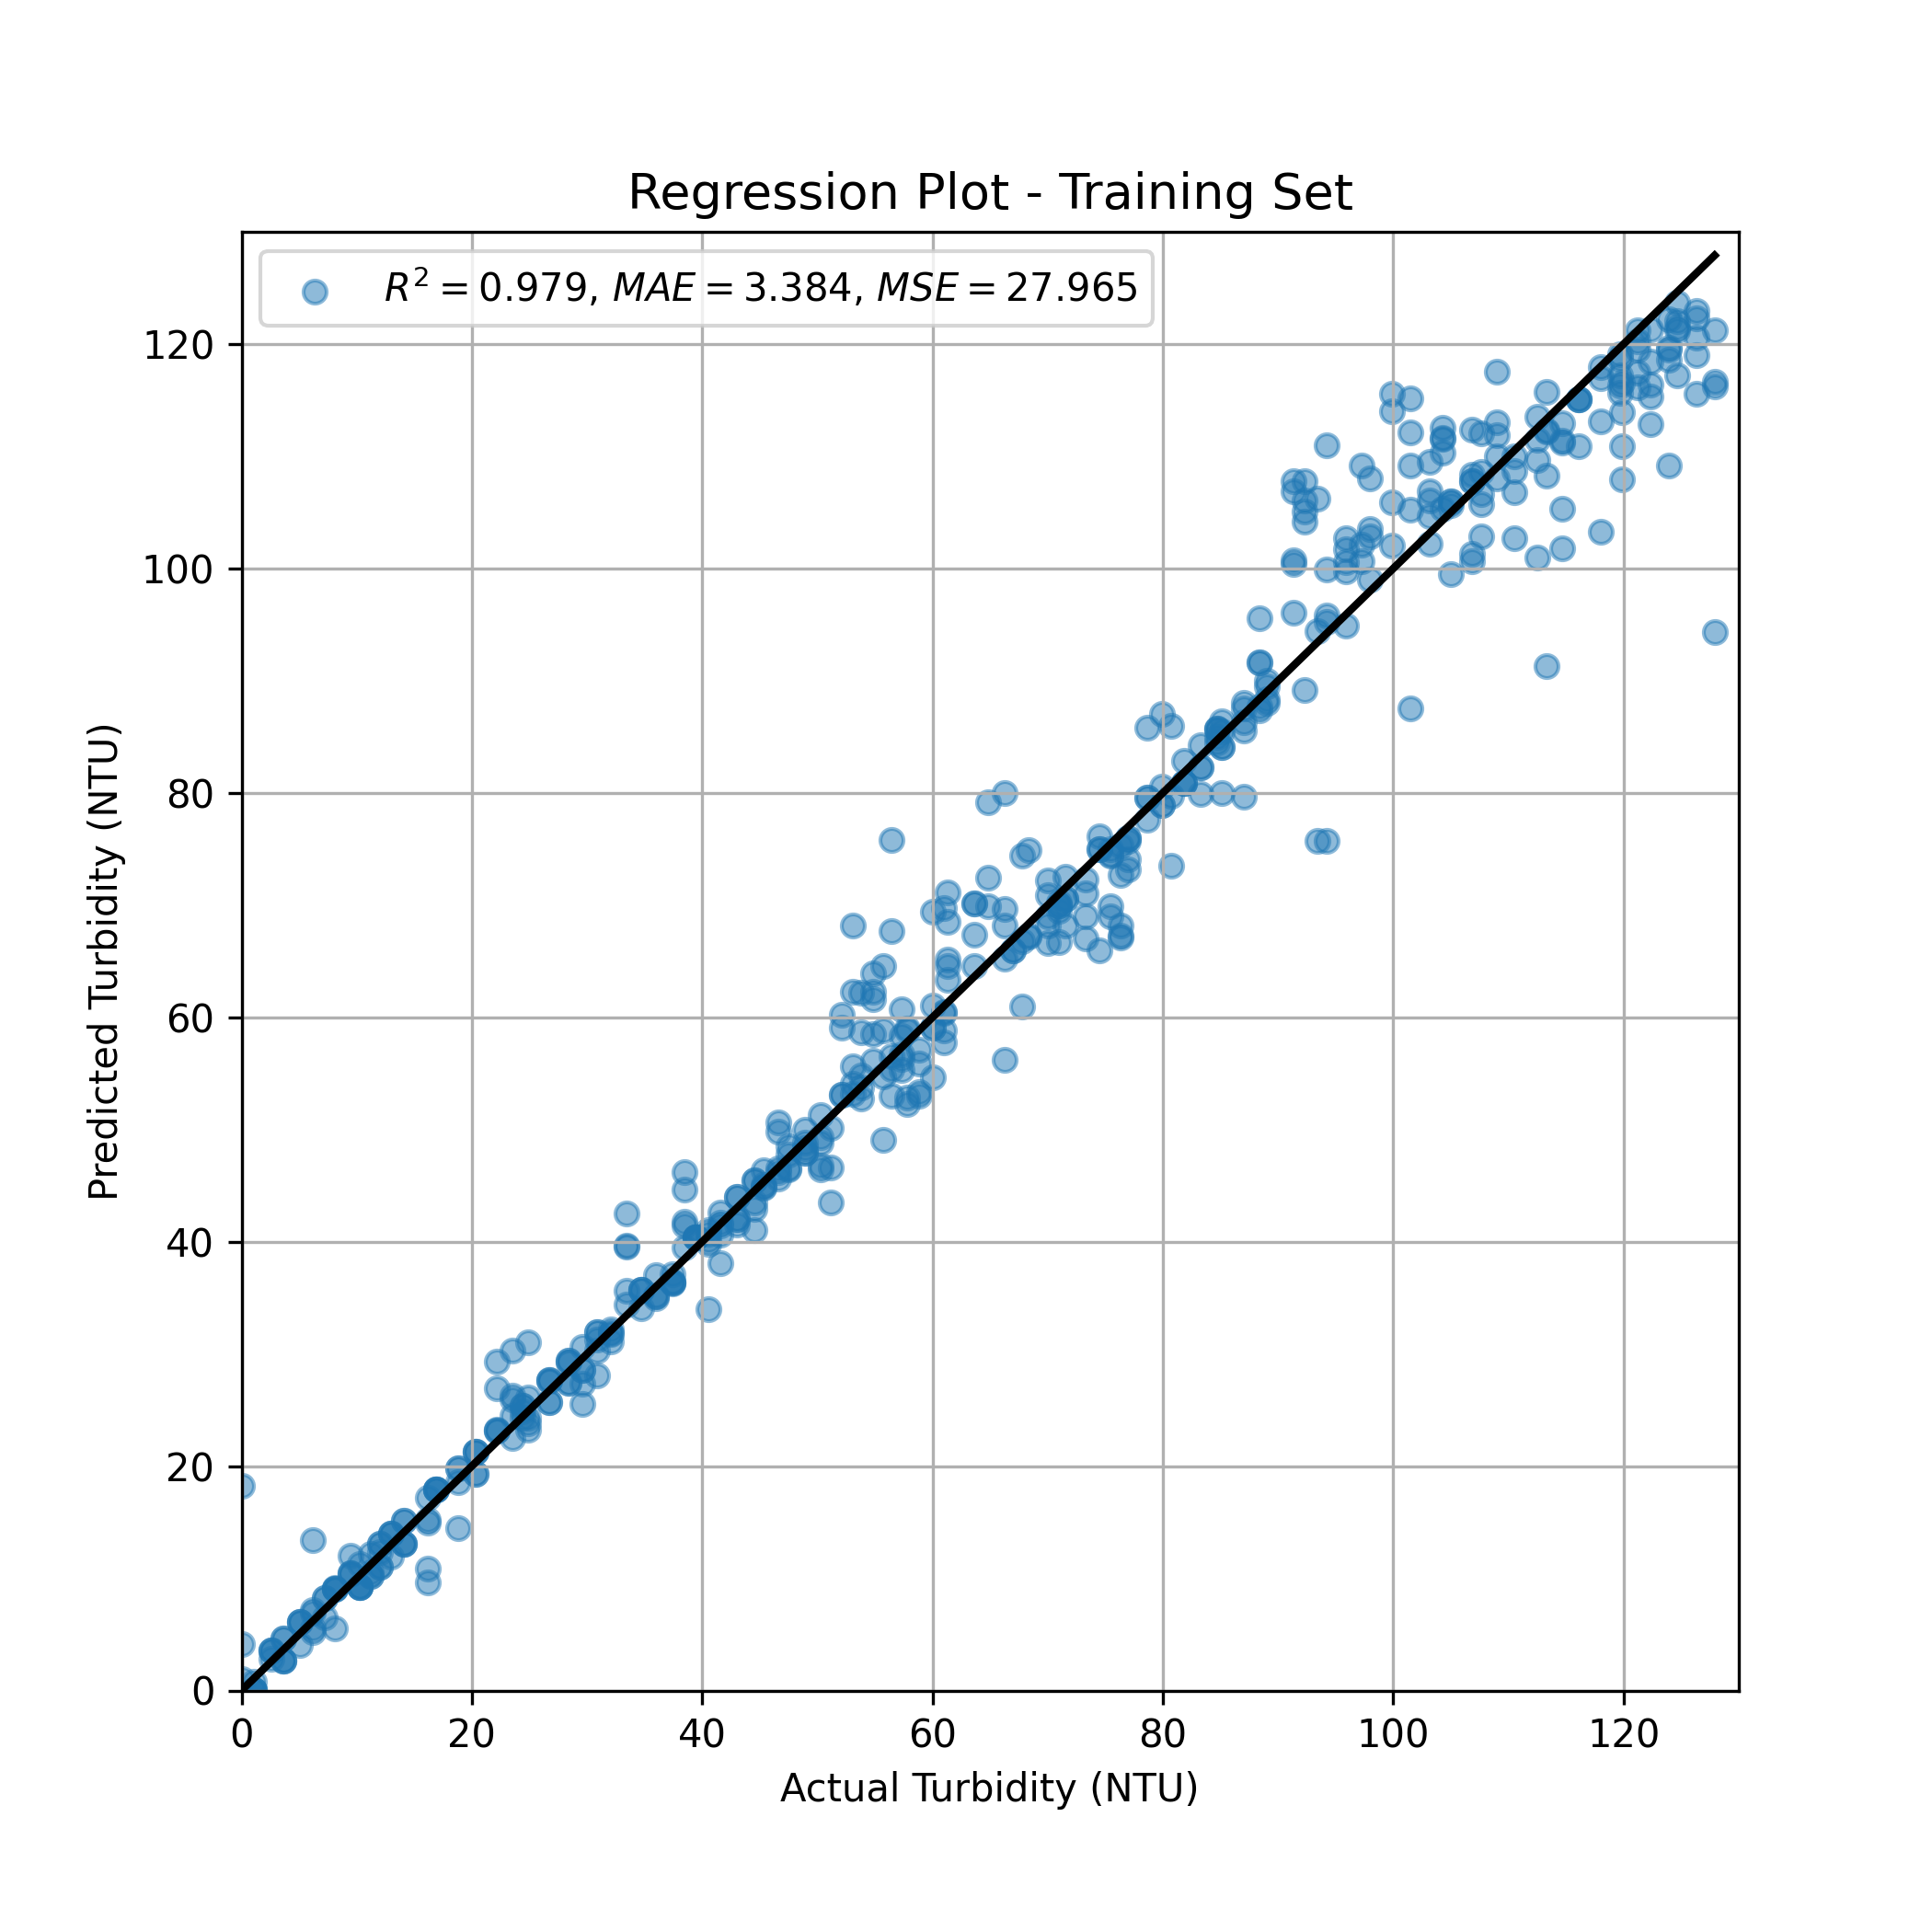 Regression Plot - Training Set
R² = 0.979, MAE = 3.384, MSE = 27.965
120
100
80
60
40
20
0
Predicted Turbidity (NTU)
0 20 40 60 80 100 120
Actual Turbidity (NTU)